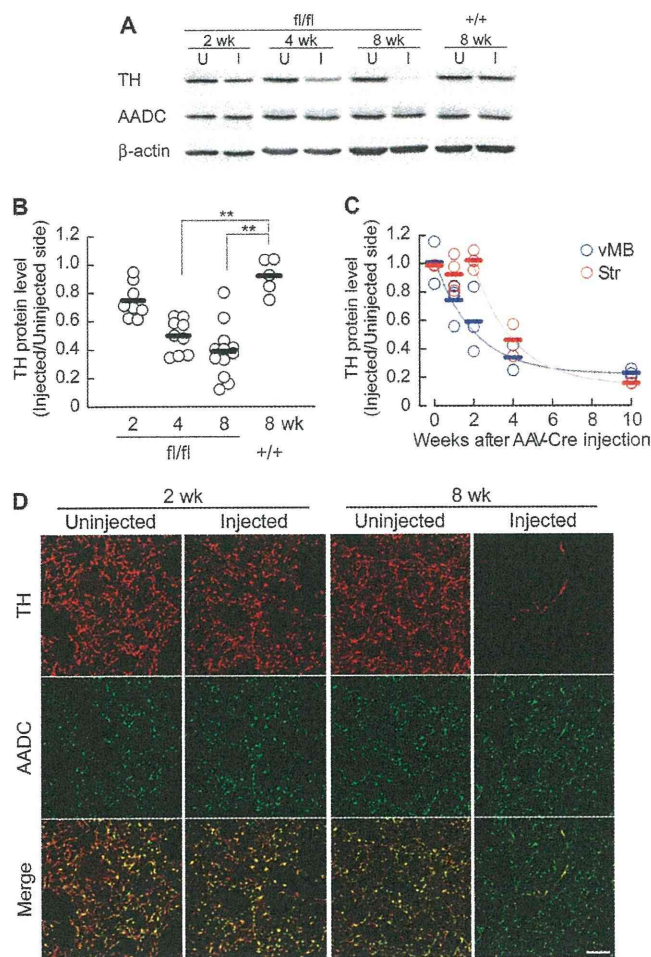 A
fl/fl +/+
2 wk 4 wk 8 wk 8 wk
U I U I U I U I
TH
AADC
β-actin
B
** 
**
TH protein level
(Injected/Uninjected side)
1.2
1.0
0.8
0.6
0.4
0.2
0
2 4 8 8 wk
fl/fl +/+
C
TH protein level
(Injected/Uninjected side)
1.2
1.0
0.8
0.6
0.4
0.2
0
vMB
Str
0 2 4 6 8 10
Weeks after AAV-Cre injection
D
2 wk 8 wk
Uninjected Injected Uninjected Injected
TH
AADC
Merge